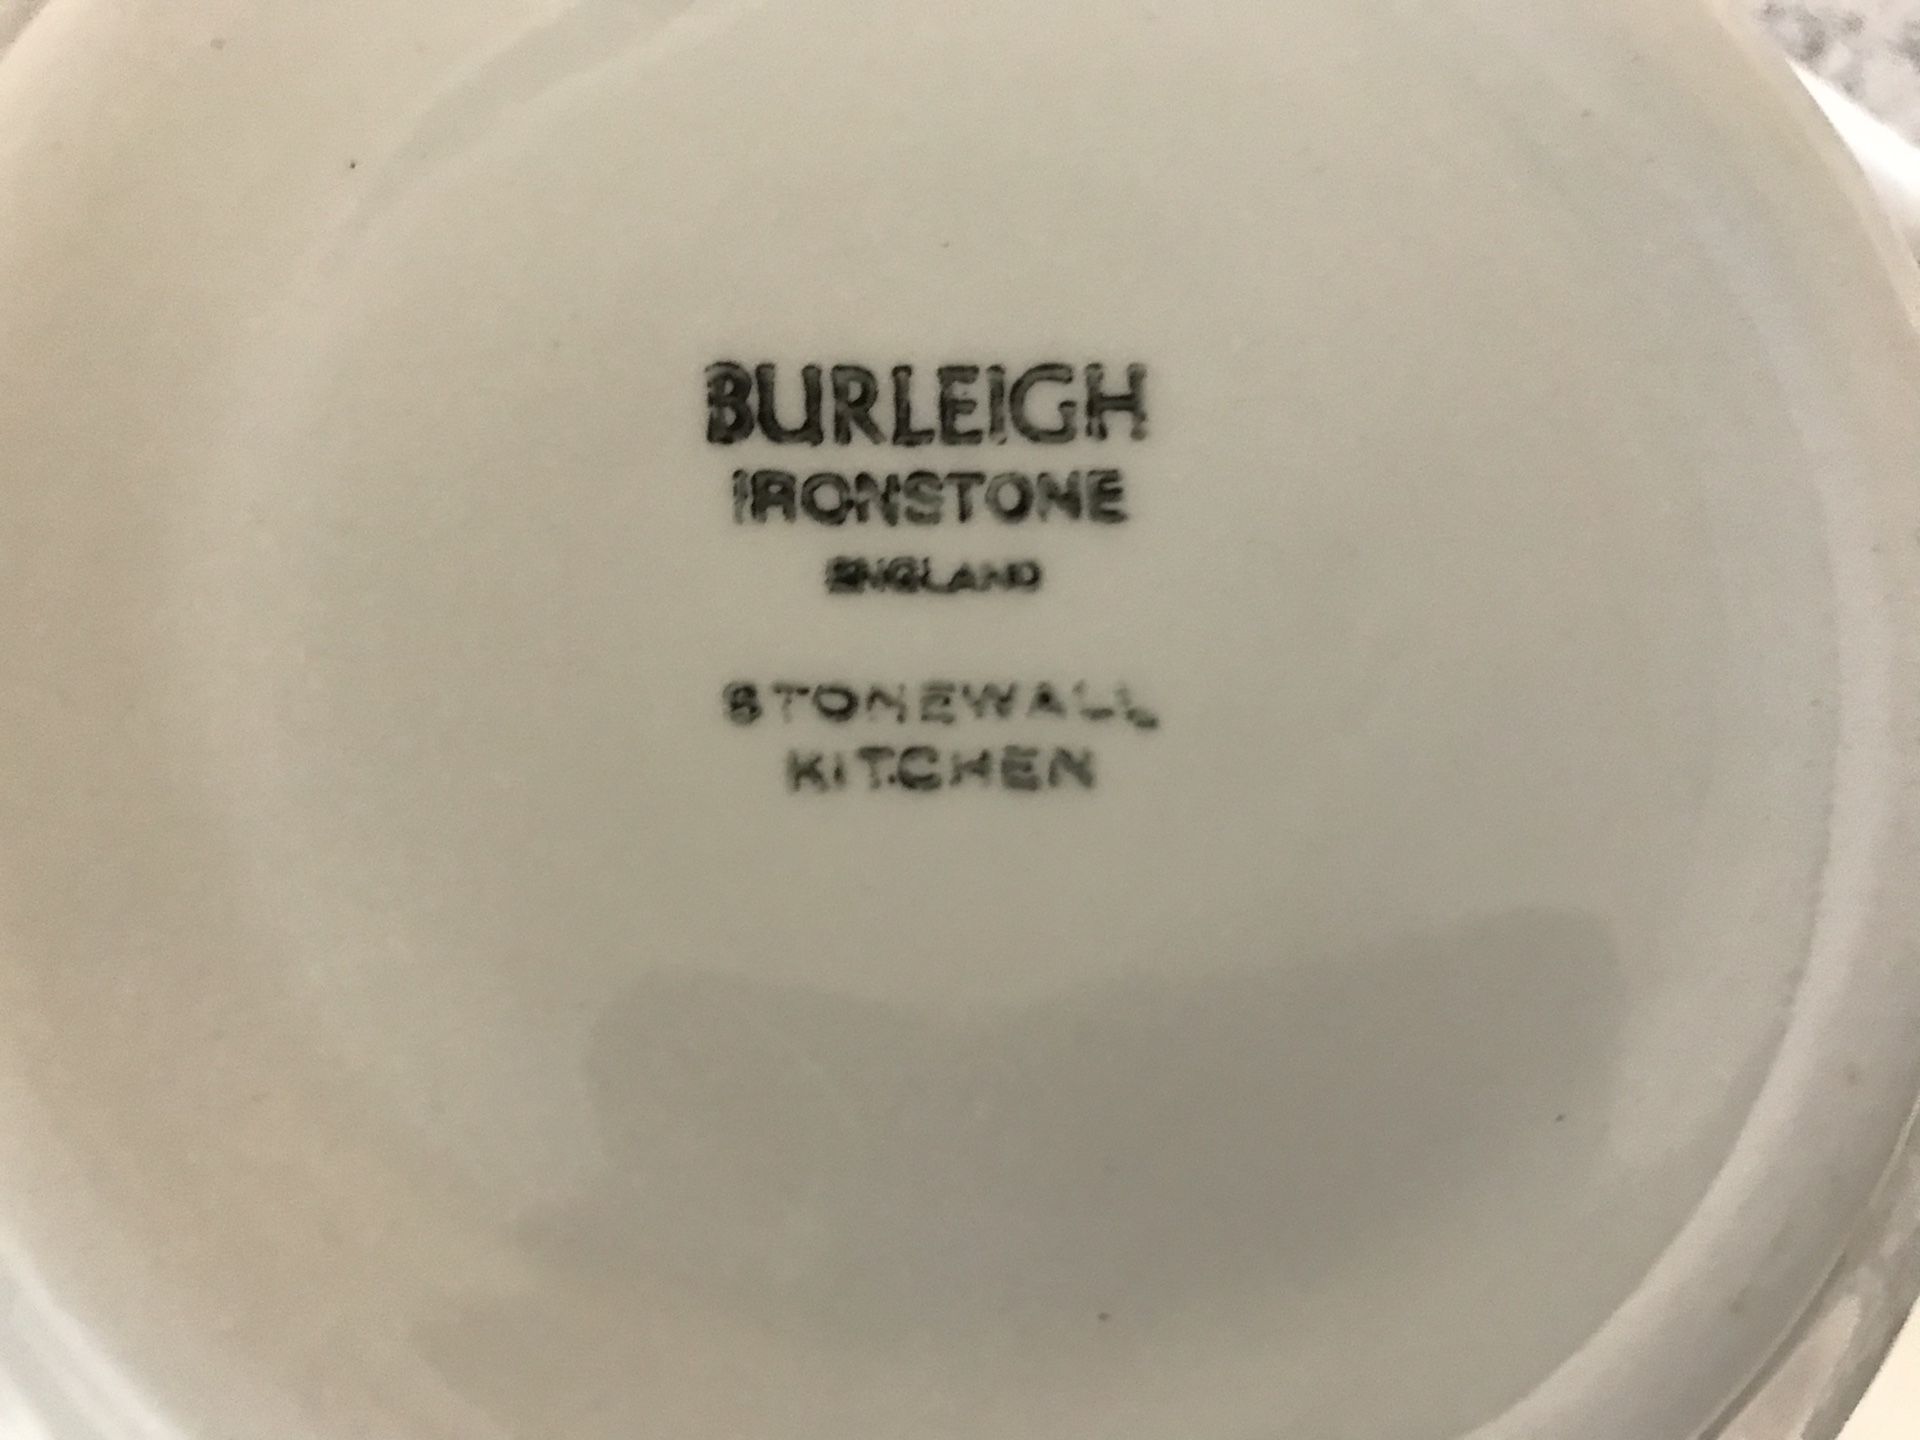 BURLEIGH
IRONSTONE
ENGLAND
STONEWALL
KITCHEN